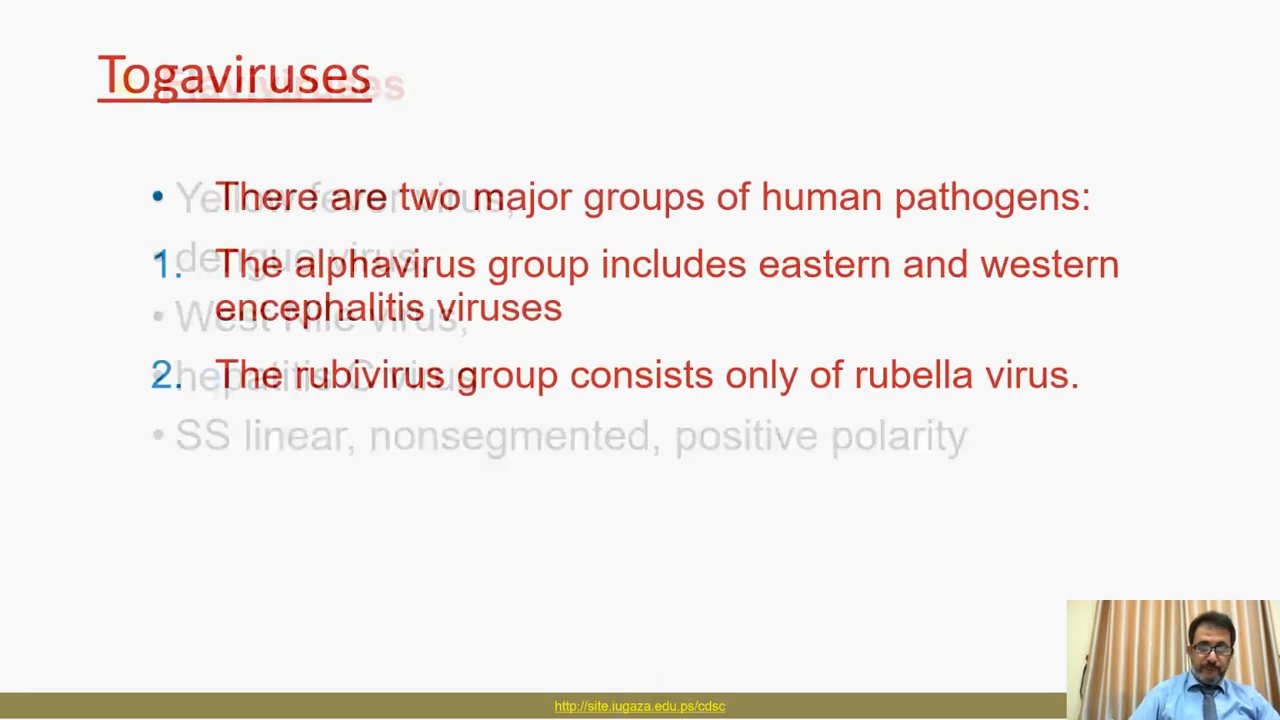 Togaviruses
Flaviviruses
• There are two major groups of human pathogens:
1. The alphavirus group includes eastern and western
encephalitis viruses
2. The rubivirus group consists only of rubella virus.
Yellow fever virus,
• dengue virus,
• West Nile virus,
• hepatitis C virus
• SS linear, nonsegmented, positive polarity
http://site.iugaza.edu.ps/cdsc